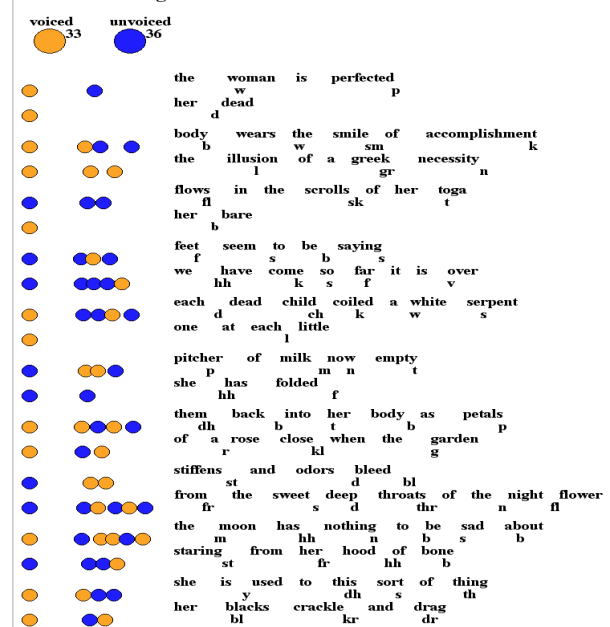 voiced unvoiced
33 36
the woman is perfected
w p
her dead
d
body wears the smile of accomplishment
b w sm k
the illusion of a greek necessity
l gr n
flows in the scrolls of her toga
fl sk t
her bare
b
feet seem to be saying
f s b s
we have come so far it is over
hh k s f v
each dead child coiled a white serpent
d ch k w s
one at each little
l
pitcher of milk now empty
p m n t
she has folded
hh f
them back into her body as petals
dh b t b p
of a rose close when the garden
r kl g
stiffens and odors bleed
st d bl
from the sweet deep throats of the night flower
fr s d thr n fl
the moon has nothing to be sad about
m hh n b s b
staring from her hood of bone
st fr hh b
she is used to this sort of thing
y dh s th
her blacks crackle and drag
bl kr dr